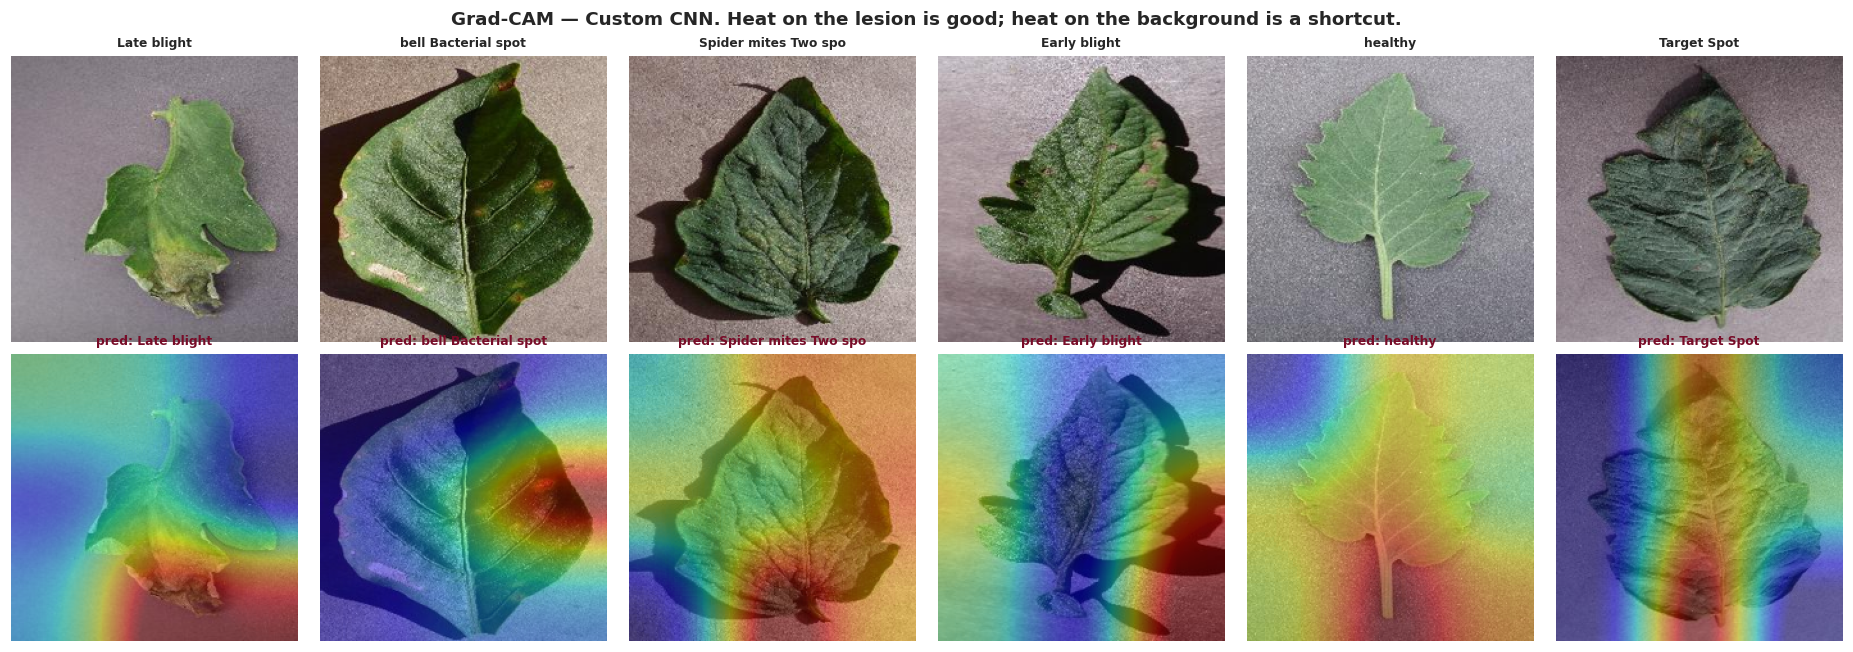 Grad-CAM — Custom CNN. Heat on the lesion is good; heat on the background is a shortcut.
Late blight
bell Bacterial spot
Spider mites Two spo
Early blight
healthy
Target Spot
pred: Late blight
pred: bell Bacterial spot
pred: Spider mites Two spo
pred: Early blight
pred: healthy
pred: Target Spot